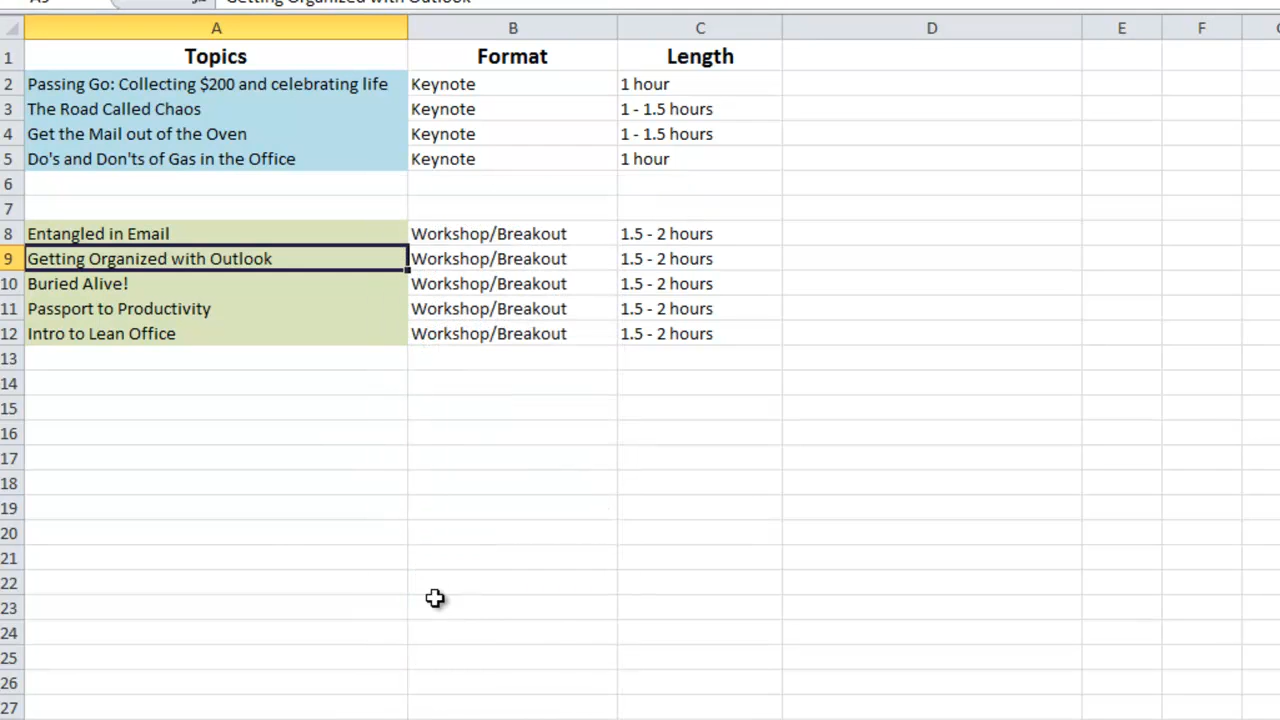 Getting Organized with Outlook
A B C D E F
1 Topics Format Length
2 Passing Go: Collecting $200 and celebrating life Keynote 1 hour
3 The Road Called Chaos Keynote 1 - 1.5 hours
4 Get the Mail out of the Oven Keynote 1 - 1.5 hours
5 Do's and Don'ts of Gas in the Office Keynote 1 hour
6
7
8 Entangled in Email Workshop/Breakout 1.5 - 2 hours
9 Getting Organized with Outlook Workshop/Breakout 1.5 - 2 hours
10 Buried Alive! Workshop/Breakout 1.5 - 2 hours
11 Passport to Productivity Workshop/Breakout 1.5 - 2 hours
12 Intro to Lean Office Workshop/Breakout 1.5 - 2 hours
13
14
15
16
17
18
19
20
21
22
23
24
25
26
27